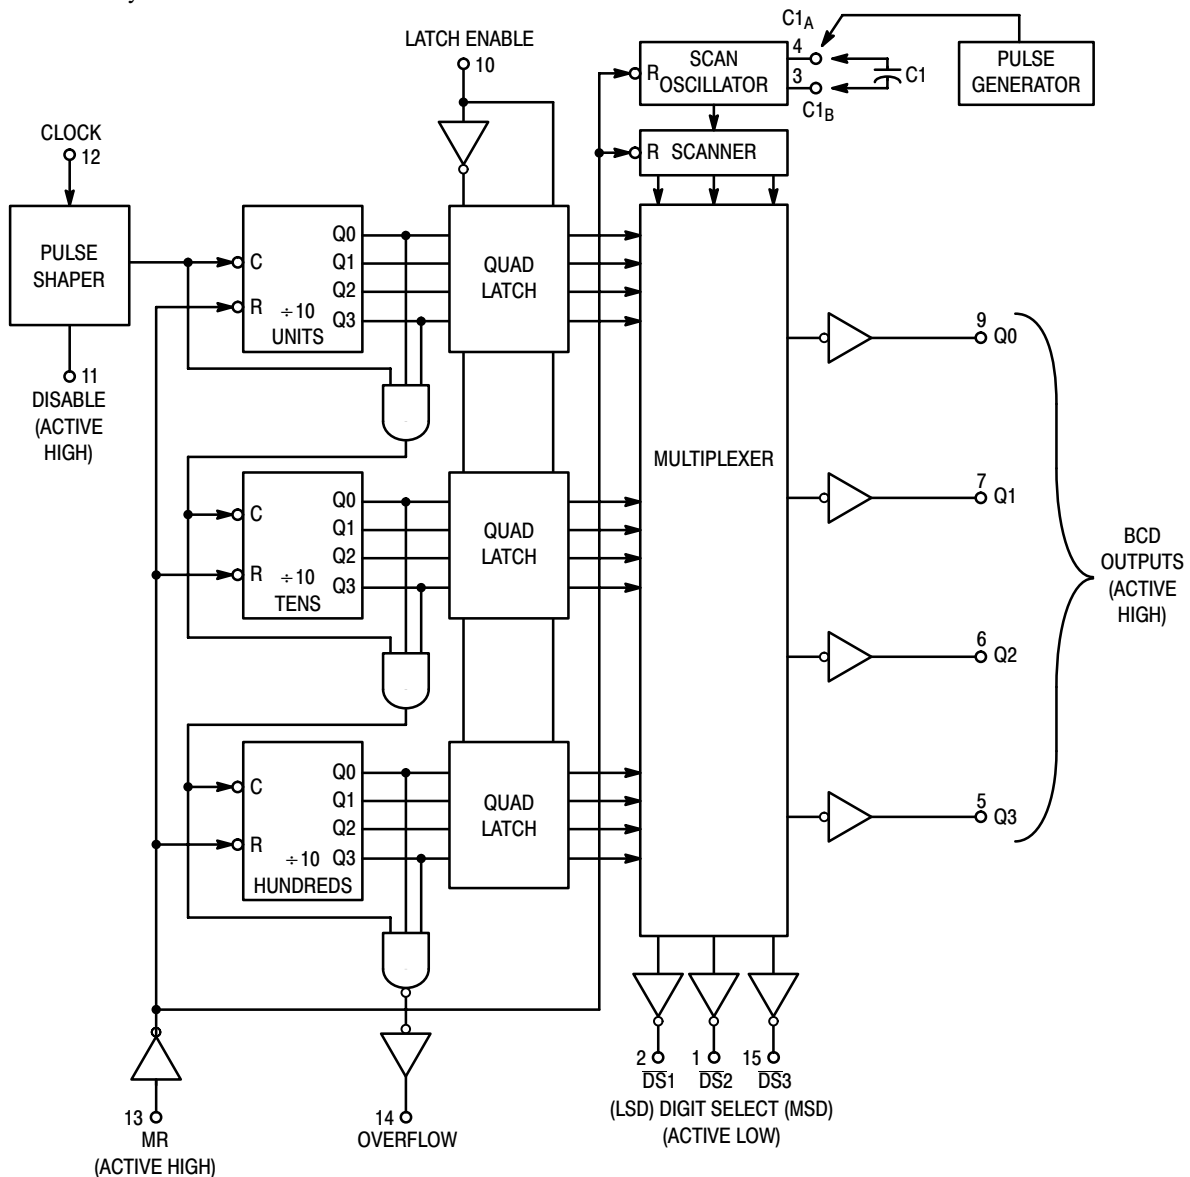 LATCH ENABLE
10
C1A
4
3
C1B
C1
SCAN
OSCILLATOR
R
PULSE
GENERATOR
CLOCK
12
R SCANNER
PULSE
SHAPER
11
DISABLE
(ACTIVE
HIGH)
C
R
÷10
UNITS
Q0
Q1
Q2
Q3
QUAD
LATCH
C
R
÷10
TENS
Q0
Q1
Q2
Q3
QUAD
LATCH
C
R
÷10
HUNDREDS
Q0
Q1
Q2
Q3
QUAD
LATCH
MULTIPLEXER
9
Q0
7
Q1
6
Q2
5
Q3
BCD
OUTPUTS
(ACTIVE
HIGH)
13
MR
(ACTIVE HIGH)
14
OVERFLOW
2 1 15
DS1 DS2 DS3
(LSD) DIGIT SELECT (MSD)
(ACTIVE LOW)